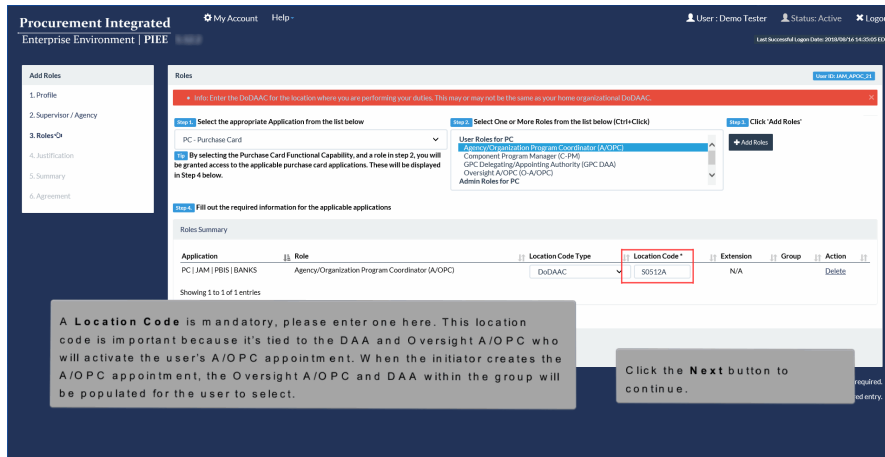 Procurement Integrated
Enterprise Environment | PIEE
My Account
Help
User : Demo Tester
Status: Active
Logou
Last Successful Logon Date: 2018/08/16 14:35:05 ED
Add Roles
1. Profile
2. Supervisor / Agency
3. Roles
4. Justification
5. Summary
6. Agreement
Roles
User ID: JAM_APOC_21
Info: Enter the DoDAAC for the location where you are performing your duties. This may or may not be the same as your home organizational DoDAAC.
Step 1. Select the appropriate Application from the list below
PC - Purchase Card
Tip By selecting the Purchase Card Functional Capability, and a role in step 2, you will
be granted access to the applicable purchase card applications. These will be displayed
in Step 4 below.
Step 2. Select One or More Roles from the list below (Ctrl+Click)
User Roles for PC
Agency/Organization Program Coordinator (A/OPC)
Component Program Manager (C-PM)
GPC Delegating/Appointing Authority (GPC DAA)
Oversight A/OPC (O-A/OPC)
Admin Roles for PC
Step 3. Click 'Add Roles'
Add Roles
Step 4. Fill out the required information for the applicable applications
Roles Summary
Application Role Location Code Type Location Code * Extension Group Action
PC | JAM | PBIS | BANKS Agency/Organization Program Coordinator (A/OPC) DoDAAC S0512A N/A Delete
Showing 1 to 1 of 1 entries
A Location Code is mandatory, please enter one here. This location
code is important because it's tied to the DAA and Oversight A/OPC who
will activate the user's A/OPC appointment. When the initiator creates the
A/OPC appointment, the Oversight A/OPC and DAA within the group will
be populated for the user to select.
Click the Next button to
continue.
required.
ed entry.